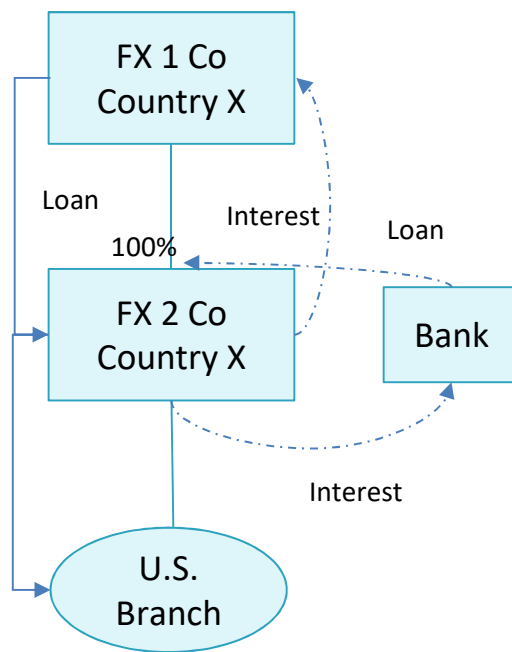 FX 1 Co
Country X
Loan
Interest
Loan
100%
FX 2 Co
Country X
Bank
Interest
U.S.
Branch